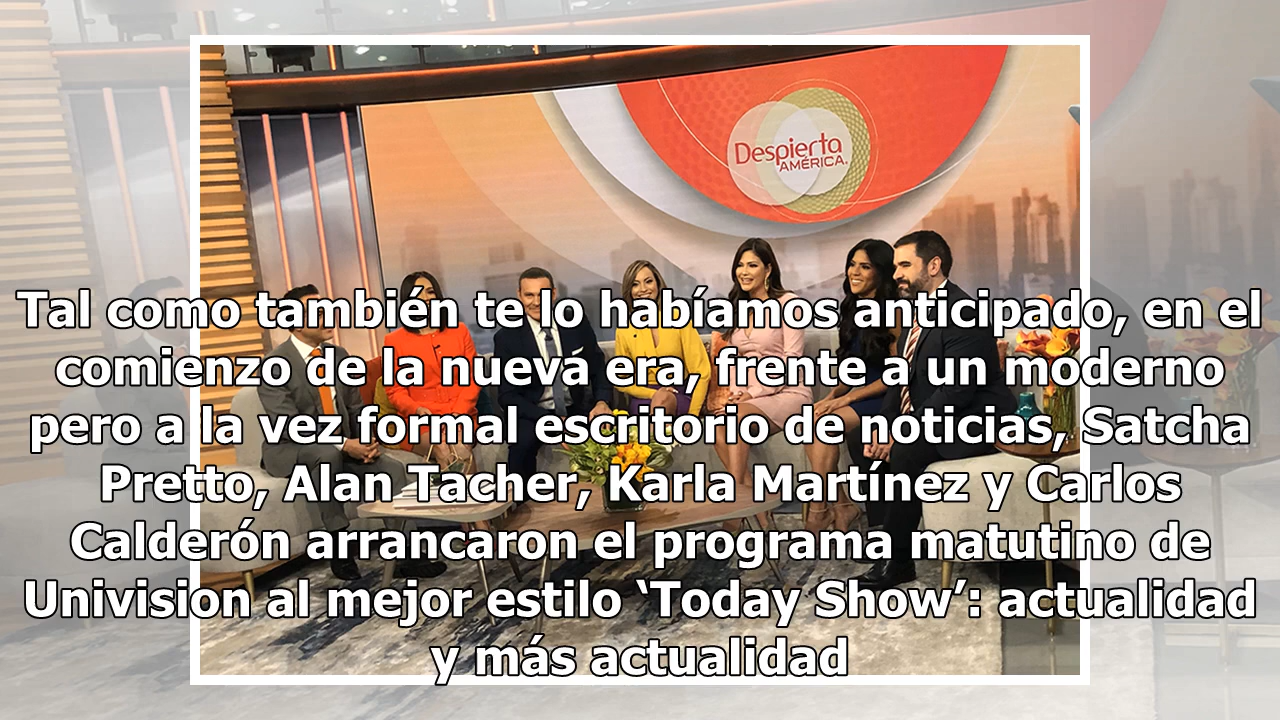 Despierta
AMÉRICA
Tal como también te lo habíamos anticipado, en el
comienzo de la nueva era, frente a un moderno
pero a la vez formal escritorio de noticias, Satcha
Pretto, Alan Tacher, Karla Martínez y Carlos
Calderón arrancaron el programa matutino de
Univision al mejor estilo ‘Today Show’: actualidad
y más actualidad